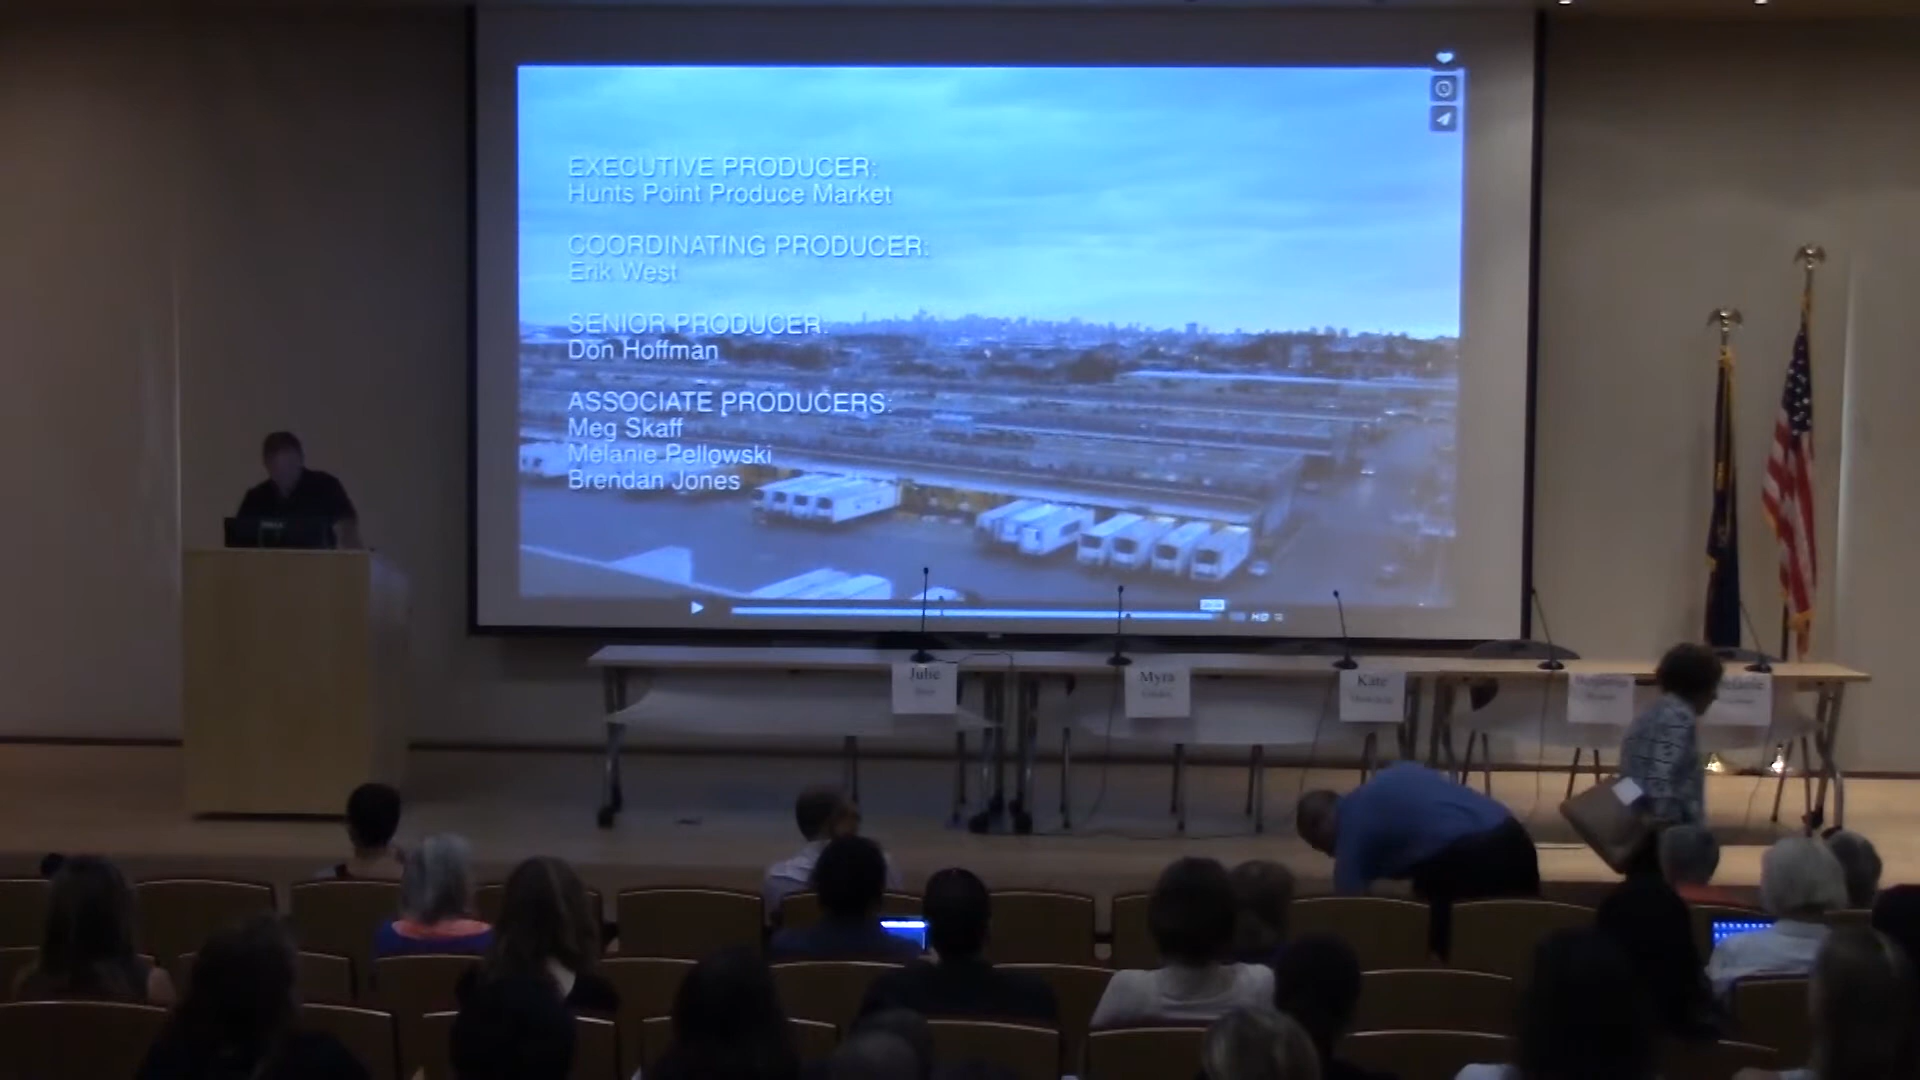 EXECUTIVE PRODUCER:
Hunts Point Produce Market
COORDINATING PRODUCER:
Erik West
SENIOR PRODUCER:
Don Hoffman
ASSOCIATE PRODUCERS:
Meg Skaff
Melanie Pellowski
Brendan Jones
HD
Julie
Myra
Kate